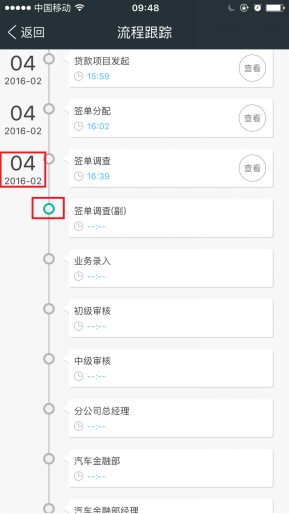 中国移动 09:48
返回 流程跟踪
04 贷款项目发起
2016-02 15:59 查看
04 签单分配
2016-02 16:02 查看
04 签单调查
2016-02 16:39 查看
签单调查(副)
--:--
业务录入
--:--
初级审核
--:--
中级审核
--:--
分公司总经理
--:--
汽车金融部
--:--
汽车金融部经理